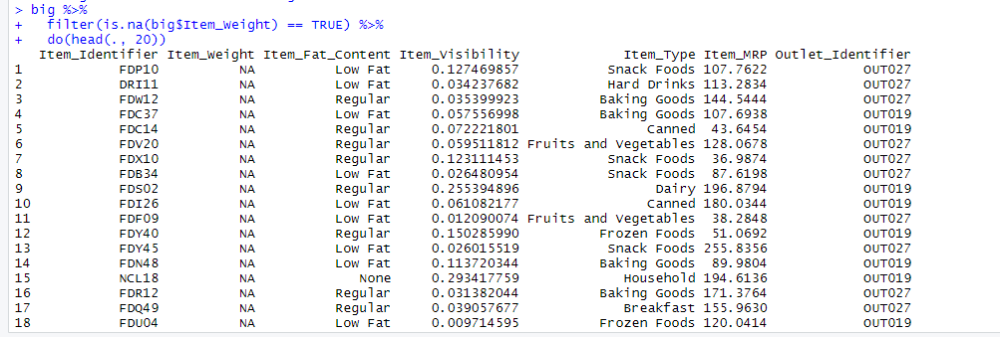 > big %>%
+ filter(is.na(big$Item_Weight) == TRUE) %>%
+ do(head(., 20))
Item_Identifier Item_Weight Item_Fat_Content Item_Visibility Item_Type Item_MRP Outlet_Identifier
1 FDP10 NA Low Fat 0.127469857 Snack Foods 107.7622 OUT027
2 DRI11 NA Low Fat 0.034237682 Hard Drinks 113.2834 OUT027
3 FDW12 NA Regular 0.035399923 Baking Goods 144.5444 OUT027
4 FDC37 NA Low Fat 0.057556998 Baking Goods 107.6938 OUT019
5 FDC14 NA Regular 0.072221801 Canned 43.6454 OUT019
6 FDV20 NA Regular 0.059511812 Fruits and Vegetables 128.0678 OUT027
7 FDX10 NA Regular 0.123111453 Snack Foods 36.9874 OUT027
8 FDB34 NA Low Fat 0.026480954 Snack Foods 87.6198 OUT027
9 FDS02 NA Regular 0.255394896 Dairy 196.8794 OUT019
10 FDI26 NA Low Fat 0.061082177 Canned 180.0344 OUT019
11 FDF09 NA Low Fat 0.012090074 Fruits and Vegetables 38.2848 OUT027
12 FDY40 NA Regular 0.150285990 Frozen Foods 51.0692 OUT019
13 FDY45 NA Low Fat 0.026015519 Snack Foods 255.8356 OUT027
14 FDN48 NA Low Fat 0.113720344 Baking Goods 89.9804 OUT019
15 NCL18 NA None 0.293417759 Household 194.6136 OUT019
16 FDR12 NA Regular 0.031382044 Baking Goods 171.3764 OUT027
17 FDQ49 NA Regular 0.039057677 Breakfast 155.9630 OUT027
18 FDU04 NA Low Fat 0.009714595 Frozen Foods 120.0414 OUT019